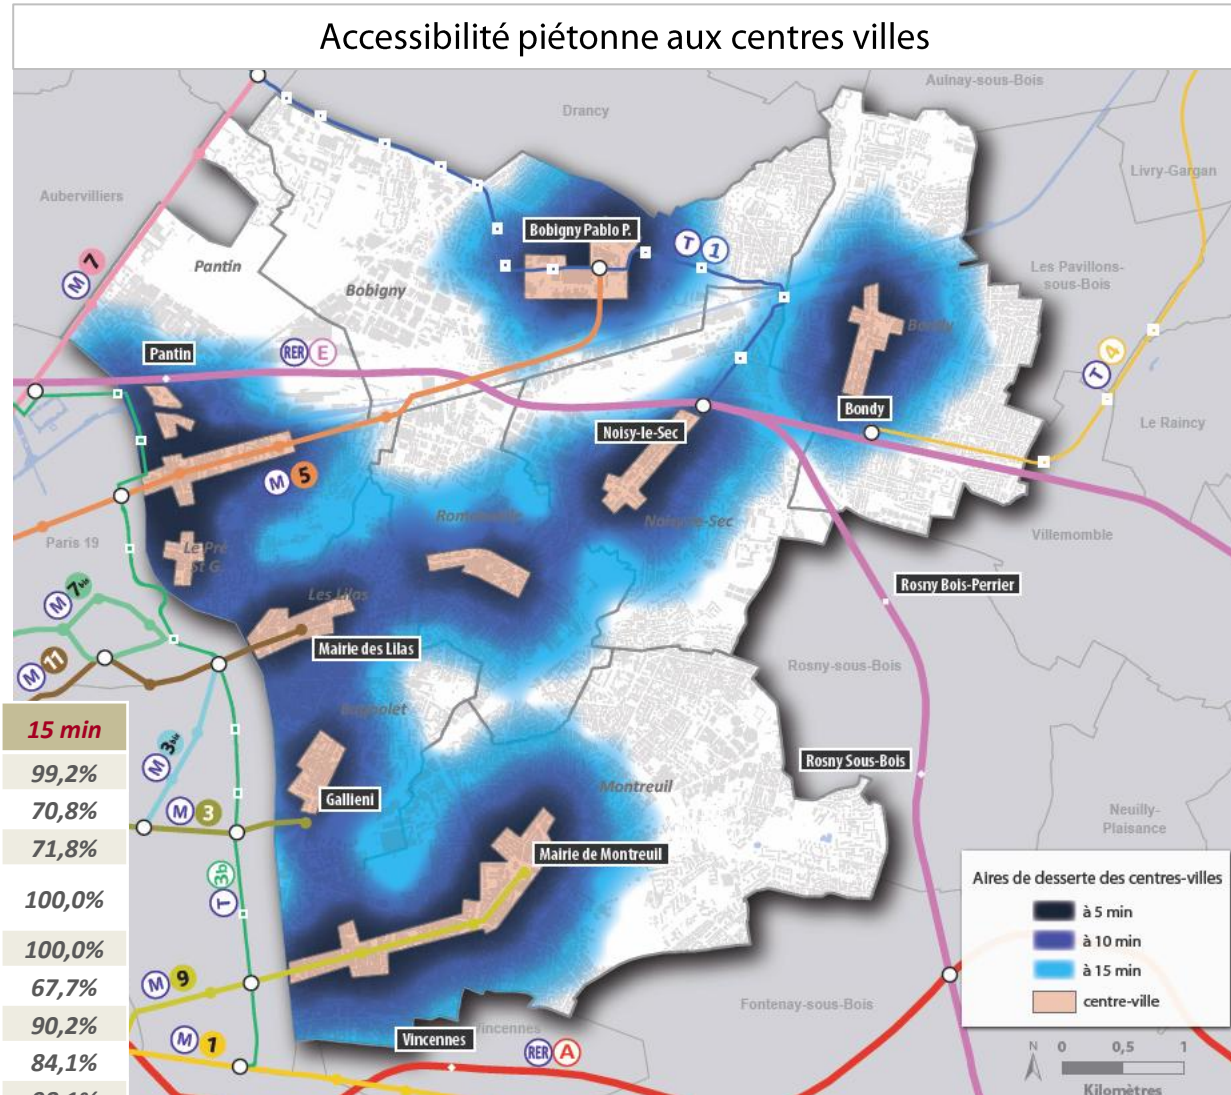 Accessibilité piétonne aux centres villes
Aulnay-sous-Bois
Drancy
Livry-Gargan
Aubervilliers
Bobigny Pablo P.
T 1
M 7
Pantin
Bobigny
Les Pavillons-
sous-Bois
Bondy
Pantin
RER E
T 4
Bondy
Noisy-le-Sec
Le Raincy
M 5
Romainville
Noisy-le-Sec
Paris 19
Le Pré
St G.
Villemomble
Rosny Bois-Perrier
M 7bis
Les Lilas
Mairie des Lilas
M 11
Rosny-sous-Bois
Bagnolet
15 min
M 3bis
Rosny Sous-Bois
99,2%
Montreuil
70,8%
Gallieni
M 3
Neuilly-
Plaisance
71,8%
Mairie de Montreuil
3b
T
Aires de desserte des centres-villes
100,0%
à 5 min
à 10 min
100,0%
à 15 min
M 9
67,7%
centre-ville
Fontenay-sous-Bois
90,2%
Vincennes
Vincennes
M 1
RER A
84,1%
N 0 0,5 1
Kilomètres